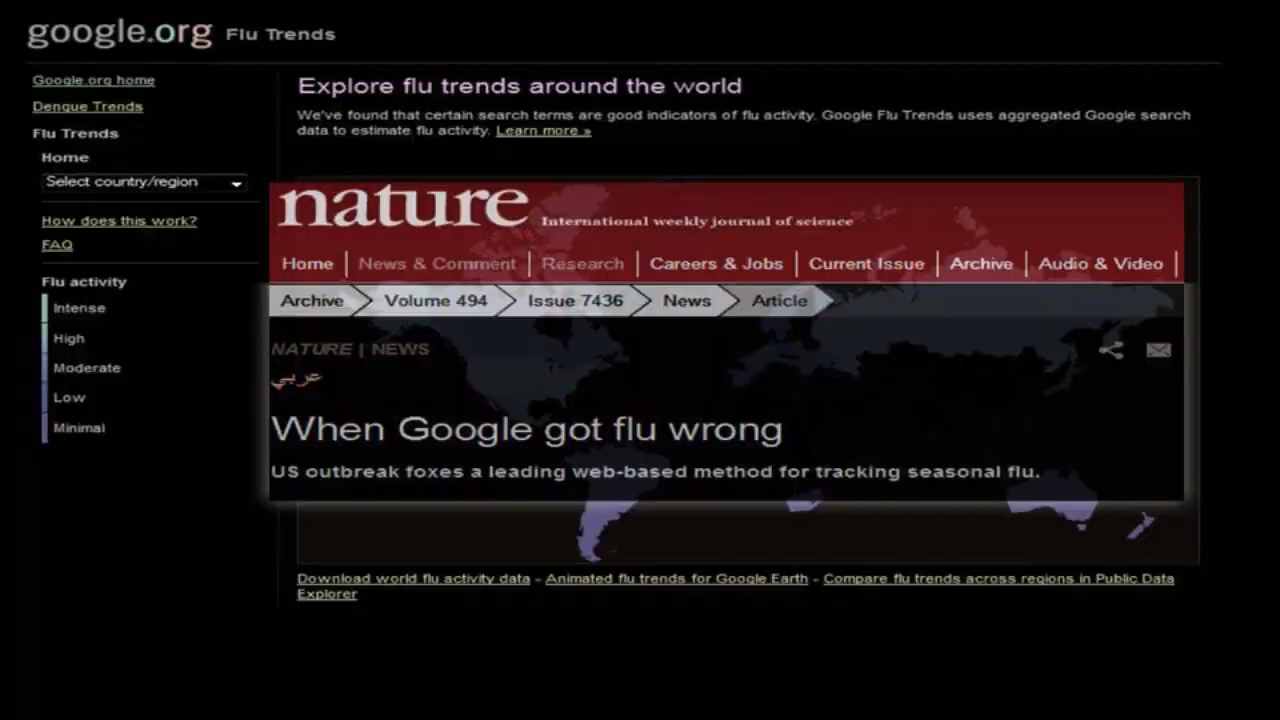 google.org Flu Trends
Google.org home
Dengue Trends
Flu Trends
Home
Select country/region
How does this work?
FAQ
Flu activity
Intense
High
Moderate
Low
Minimal
Explore flu trends around the world
We've found that certain search terms are good indicators of flu activity. Google Flu Trends uses aggregated Google search
data to estimate flu activity. Learn more »
nature International weekly journal of science
Home | News & Comment | Research | Careers & Jobs | Current Issue | Archive | Audio & Video |
Archive Volume 494 Issue 7436 News Article
NATURE | NEWS
عربي
When Google got flu wrong
US outbreak foxes a leading web-based method for tracking seasonal flu.
Download world flu activity data - Animated flu trends for Google Earth - Compare flu trends across regions in Public Data
Explorer